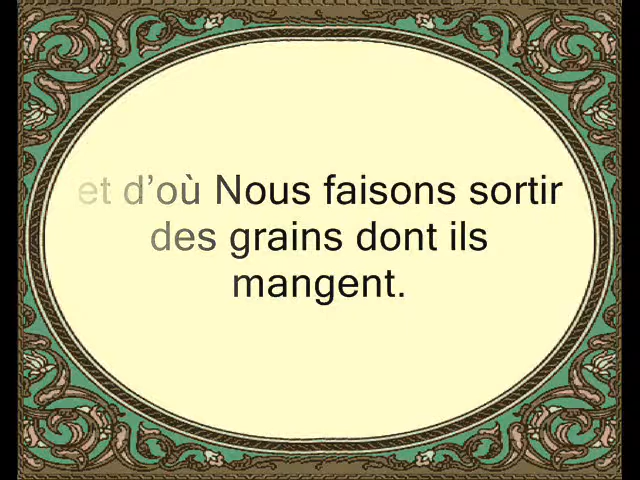 et d’où Nous faisons sortir
des grains dont ils
mangent.